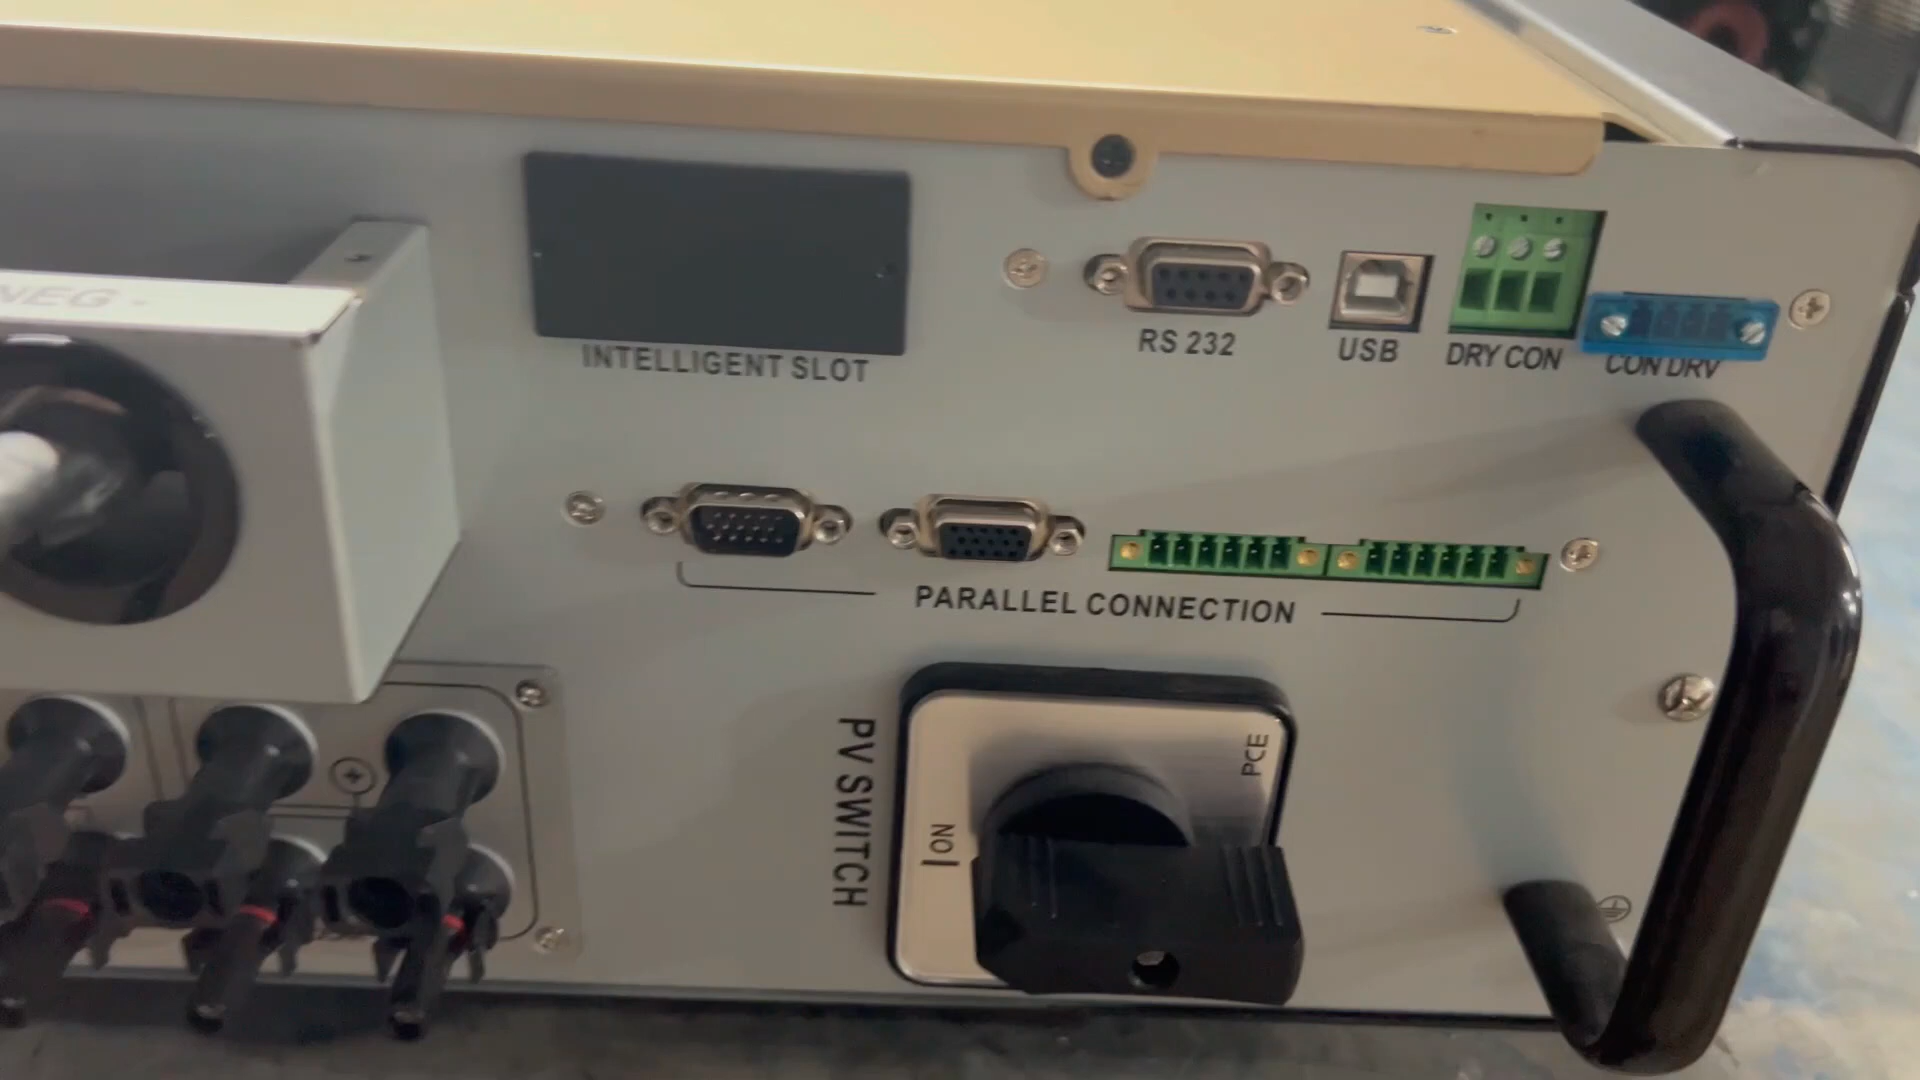 NEG -
INTELLIGENT SLOT
RS 232
USB
DRY CON
CON DRV
PARALLEL CONNECTION
PV SWITCH
ON
PCE